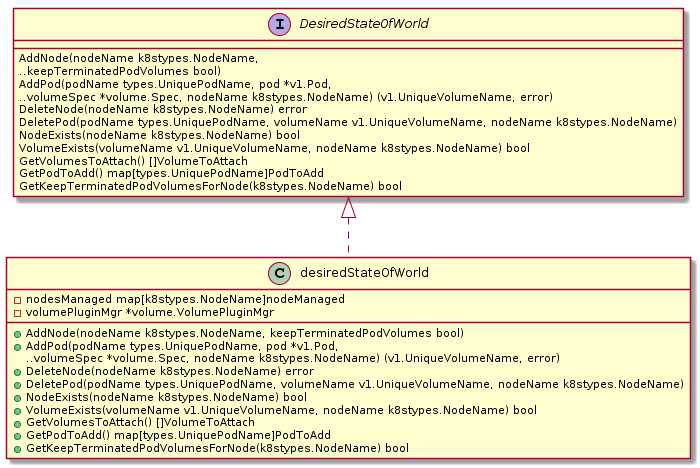 I DesiredStateOfWorld
AddNode(nodeName k8stypes.NodeName,
..keepTerminatedPodVolumes bool)
AddPod(podName types.UniquePodName, pod *v1.Pod,
..volumeSpec *volume.Spec, nodeName k8stypes.NodeName) (v1.UniqueVolumeName, error)
DeleteNode(nodeName k8stypes.NodeName) error
DeletePod(podName types.UniquePodName, volumeName v1.UniqueVolumeName, nodeName k8stypes.NodeName)
NodeExists(nodeName k8stypes.NodeName) bool
VolumeExists(volumeName v1.UniqueVolumeName, nodeName k8stypes.NodeName) bool
GetVolumesToAttach() []VolumeToAttach
GetPodToAdd() map[types.UniquePodName]PodToAdd
GetKeepTerminatedPodVolumesForNode(k8stypes.NodeName) bool
C desiredStateOfWorld
nodesManaged map[k8stypes.NodeName]nodeManaged
volumePluginMgr *volume.VolumePluginMgr
AddNode(nodeName k8stypes.NodeName, keepTerminatedPodVolumes bool)
AddPod(podName types.UniquePodName, pod *v1.Pod,
..volumeSpec *volume.Spec, nodeName k8stypes.NodeName) (v1.UniqueVolumeName, error)
DeleteNode(nodeName k8stypes.NodeName) error
DeletePod(podName types.UniquePodName, volumeName v1.UniqueVolumeName, nodeName k8stypes.NodeName)
NodeExists(nodeName k8stypes.NodeName) bool
VolumeExists(volumeName v1.UniqueVolumeName, nodeName k8stypes.NodeName) bool
GetVolumesToAttach() []VolumeToAttach
GetPodToAdd() map[types.UniquePodName]PodToAdd
GetKeepTerminatedPodVolumesForNode(k8stypes.NodeName) bool